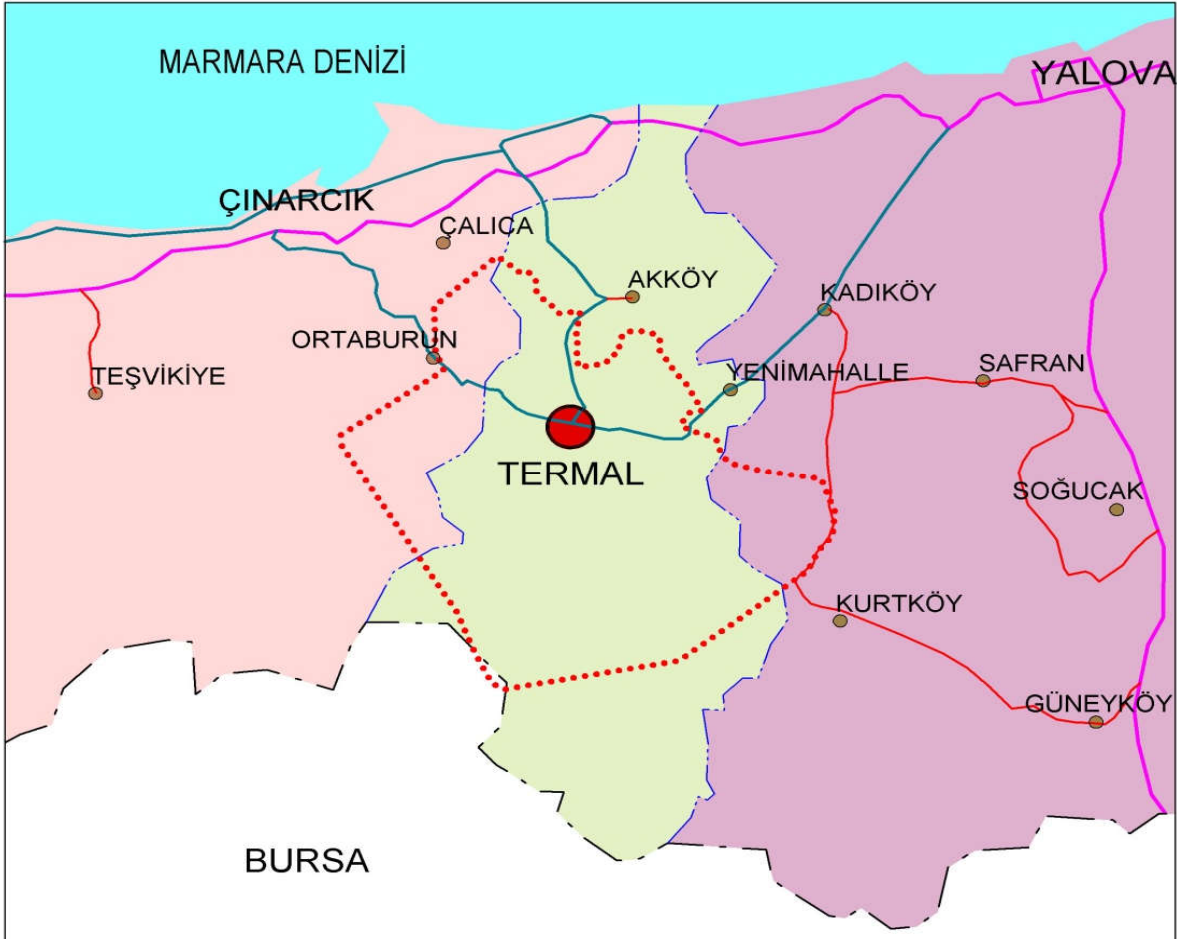 MARMARA DENİZİ
YALOVA
ÇINARCIK
ÇALICA
AKKÖY
KADIKÖY
ORTABURUN
TEŞVİKİYE
YENİMAHALLE
SAFRAN
TERMAL
SOĞUCAK
KURTKÖY
GÜNEYKÖY
BURSA